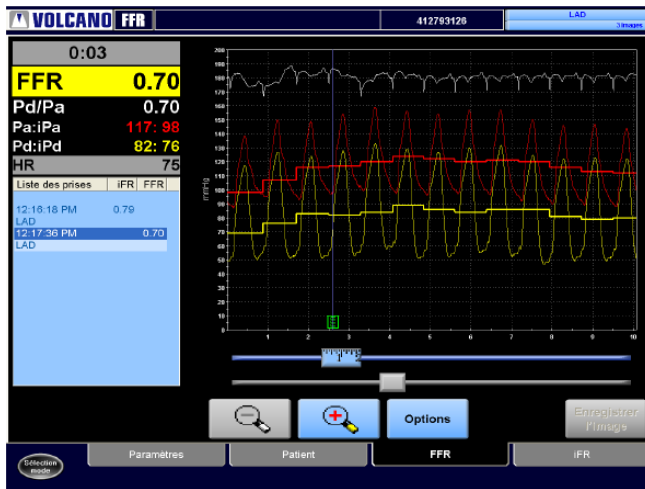 VOLCANO FFR
412793126
LAD
3 Images
0:03
FFR 0.70
Pd/Pa 0.70
Pa:iPa 117: 98
Pd:iPd 82: 76
HR 75
Liste des prises iFR FFR
12:16:18 PM 0.79
LAD
12:17:36 PM 0.70
LAD
mmHg
200
190
180
170
160
150
140
130
120
110
100
90
80
70
60
50
40
30
20
10
0
1 2 3 4 5 6 7 8 9 10
Options
Enregistrer
l'Image
Sélection
mode
Paramètres
Patient
FFR
iFR